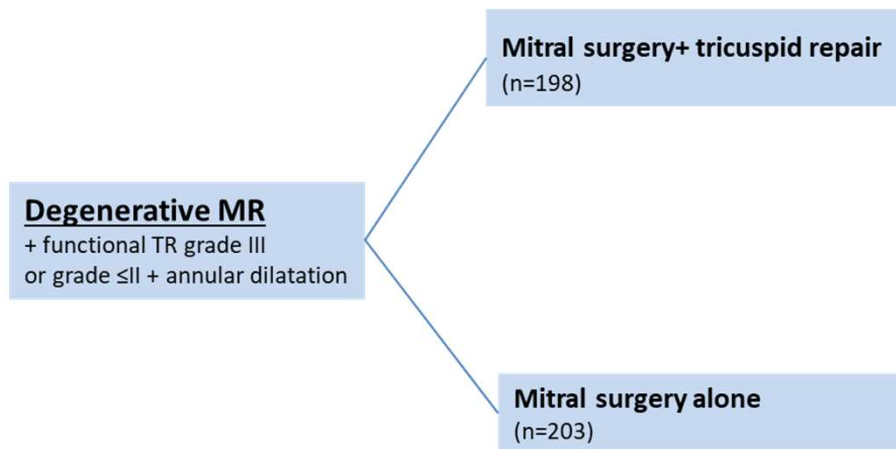 Mitral surgery+ tricuspid repair
(n=198)
Degenerative MR
+ functional TR grade III
or grade ≤II + annular dilatation
Mitral surgery alone
(n=203)